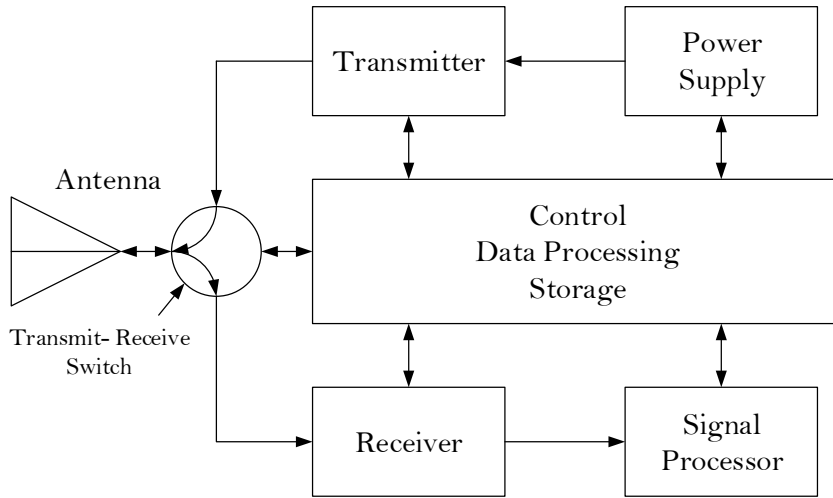 Transmitter
Power
Supply
Antenna
Control
Data Processing
Storage
Transmit- Receive
Switch
Receiver
Signal
Processor